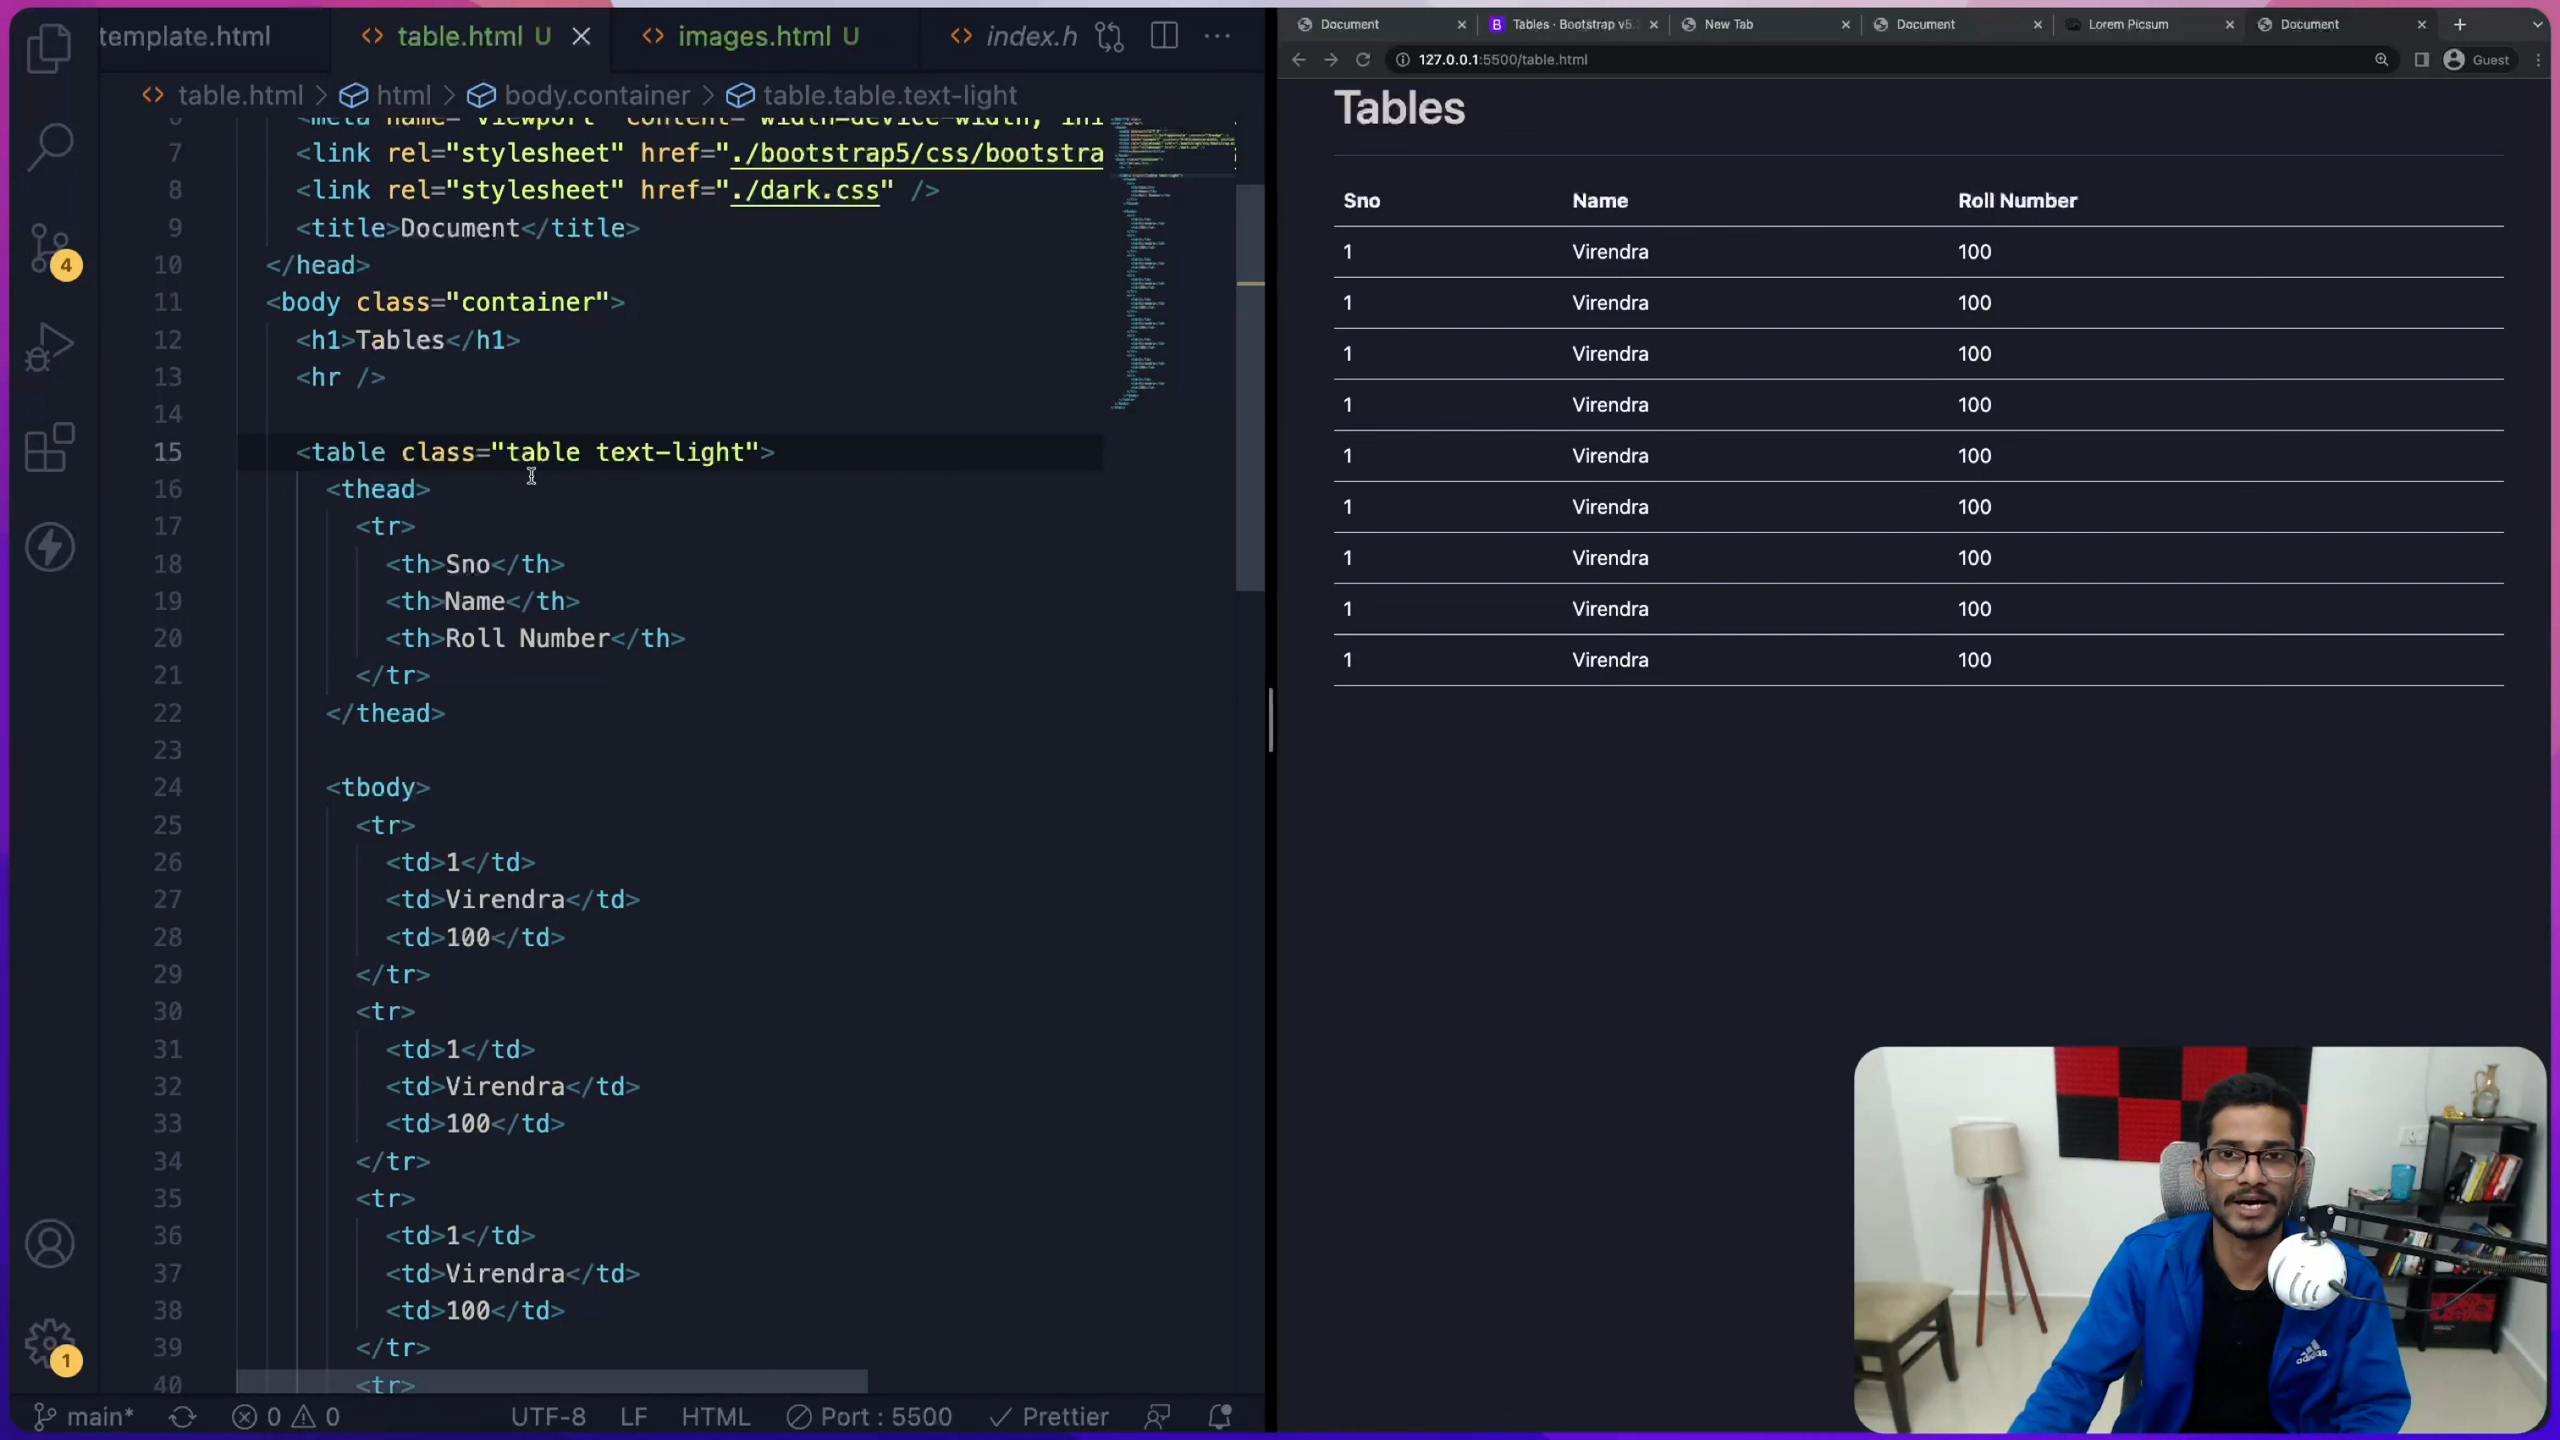 template.html
table.html U
images.html U
index.h
table.html > html > body.container > table.table.text-light
7 <link rel="stylesheet" href="./bootstrap5/css/bootstra
8 <link rel="stylesheet" href="./dark.css" />
9 <title>Document</title>
10 </head>
11 <body class="container">
12 <h1>Tables</h1>
13 <hr />
14
15 <table class="table text-light">
16 <thead>
17 <tr>
18 <th>Sno</th>
19 <th>Name</th>
20 <th>Roll Number</th>
21 </tr>
22 </thead>
23
24 <tbody>
25 <tr>
26 <td>1</td>
27 <td>Virendra</td>
28 <td>100</td>
29 </tr>
30 <tr>
31 <td>1</td>
32 <td>Virendra</td>
33 <td>100</td>
34 </tr>
35 <tr>
36 <td>1</td>
37 <td>Virendra</td>
38 <td>100</td>
39 </tr>
40 <tr>
4
1
main*
0
0
UTF-8
LF
HTML
Port : 5500
Prettier
Document
Tables · Bootstrap v5.
New Tab
Document
Lorem Picsum
Document
127.0.0.1:5500/table.html
Guest
Tables
Sno Name Roll Number
1 Virendra 100
1 Virendra 100
1 Virendra 100
1 Virendra 100
1 Virendra 100
1 Virendra 100
1 Virendra 100
1 Virendra 100
1 Virendra 100
adidas